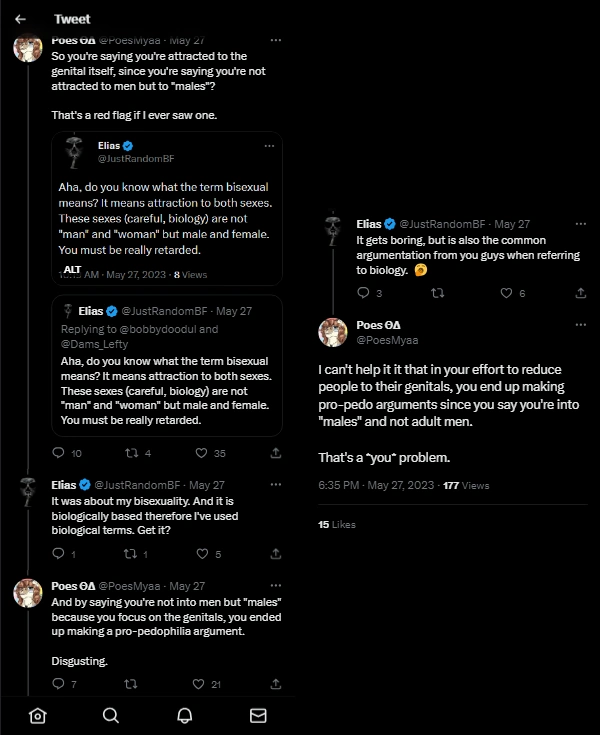 Tweet
Poes ΘΔ @PoesMyaa · May 27
So you're saying you're attracted to the
genital itself, since you're saying you're not
attracted to men but to "males"?
That's a red flag if I ever saw one.
Elias
@JustRandomBF
Aha, do you know what the term bisexual
means? It means attraction to both sexes.
These sexes (careful, biology) are not
"man" and "woman" but male and female.
You must be really retarded.
ALT
AM · May 27, 2023 · 8 Views
Elias @JustRandomBF · May 27
Replying to @bobbydoodul and
@Dams_Lefty
Aha, do you know what the term bisexual
means? It means attraction to both sexes.
These sexes (careful, biology) are not
"man" and "woman" but male and female.
You must be really retarded.
10 4 35
Elias @JustRandomBF · May 27
It was about my bisexuality. And it is
biologically based therefore I've used
biological terms. Get it?
1 1 5
Poes ΘΔ @PoesMyaa · May 27
And by saying you're not into men but "males"
because you focus on the genitals, you ended
up making a pro-pedophilia argument.
Disgusting.
7 21
Elias @JustRandomBF · May 27
It gets boring, but is also the common
argumentation from you guys when referring
to biology.
3 6
Poes ΘΔ
@PoesMyaa
I can't help it it that in your effort to reduce
people to their genitals, you end up making
pro-pedo arguments since you say you're into
"males" and not adult men.
That's a *you* problem.
6:35 PM · May 27, 2023 · 177 Views
15 Likes